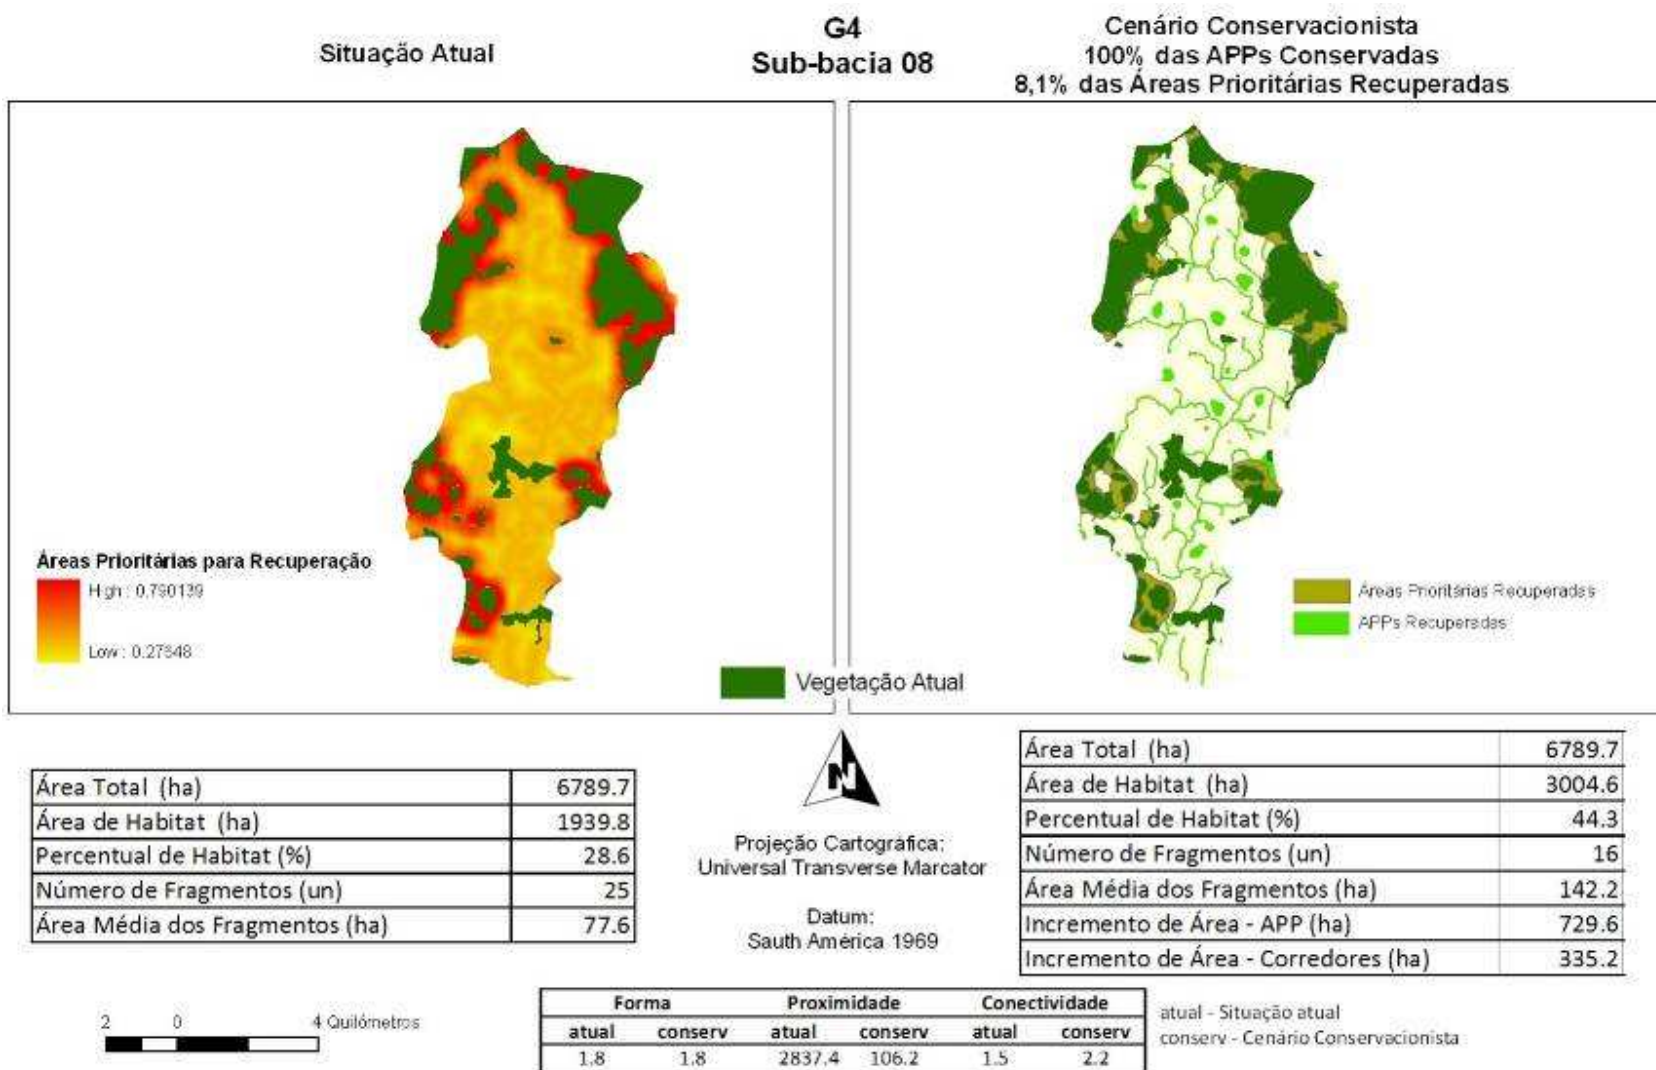 G4
Sub-bacia 08
Situação Atual
Cenário Conservacionista
100% das APPs Conservadas
8,1% das Áreas Prioritárias Recuperadas
Áreas Prioritárias para Recuperação
High : 0.790139
Low : 0.27648
Vegetação Atual
Áreas Prioritárias Recuperadas
APPs Recuperadas
Área Total (ha) 6789.7
Área de Habitat (ha) 1939.8
Percentual de Habitat (%) 28.6
Número de Fragmentos (un) 25
Área Média dos Fragmentos (ha) 77.6
N
Projeção Cartográfica:
Universal Transverse Marcator
Datum:
Sauth América 1969
Área Total (ha) 6789.7
Área de Habitat (ha) 3004.6
Percentual de Habitat (%) 44.3
Número de Fragmentos (un) 16
Área Média dos Fragmentos (ha) 142.2
Incremento de Área - APP (ha) 729.6
Incremento de Área - Corredores (ha) 335.2
2 0 4 Quilômetros
Forma Proximidade Conectividade
atual conserv atual conserv atual conserv
1.8 1.8 2837.4 106.2 1.5 2.2
atual - Situação atual
conserv - Cenário Conservacionista